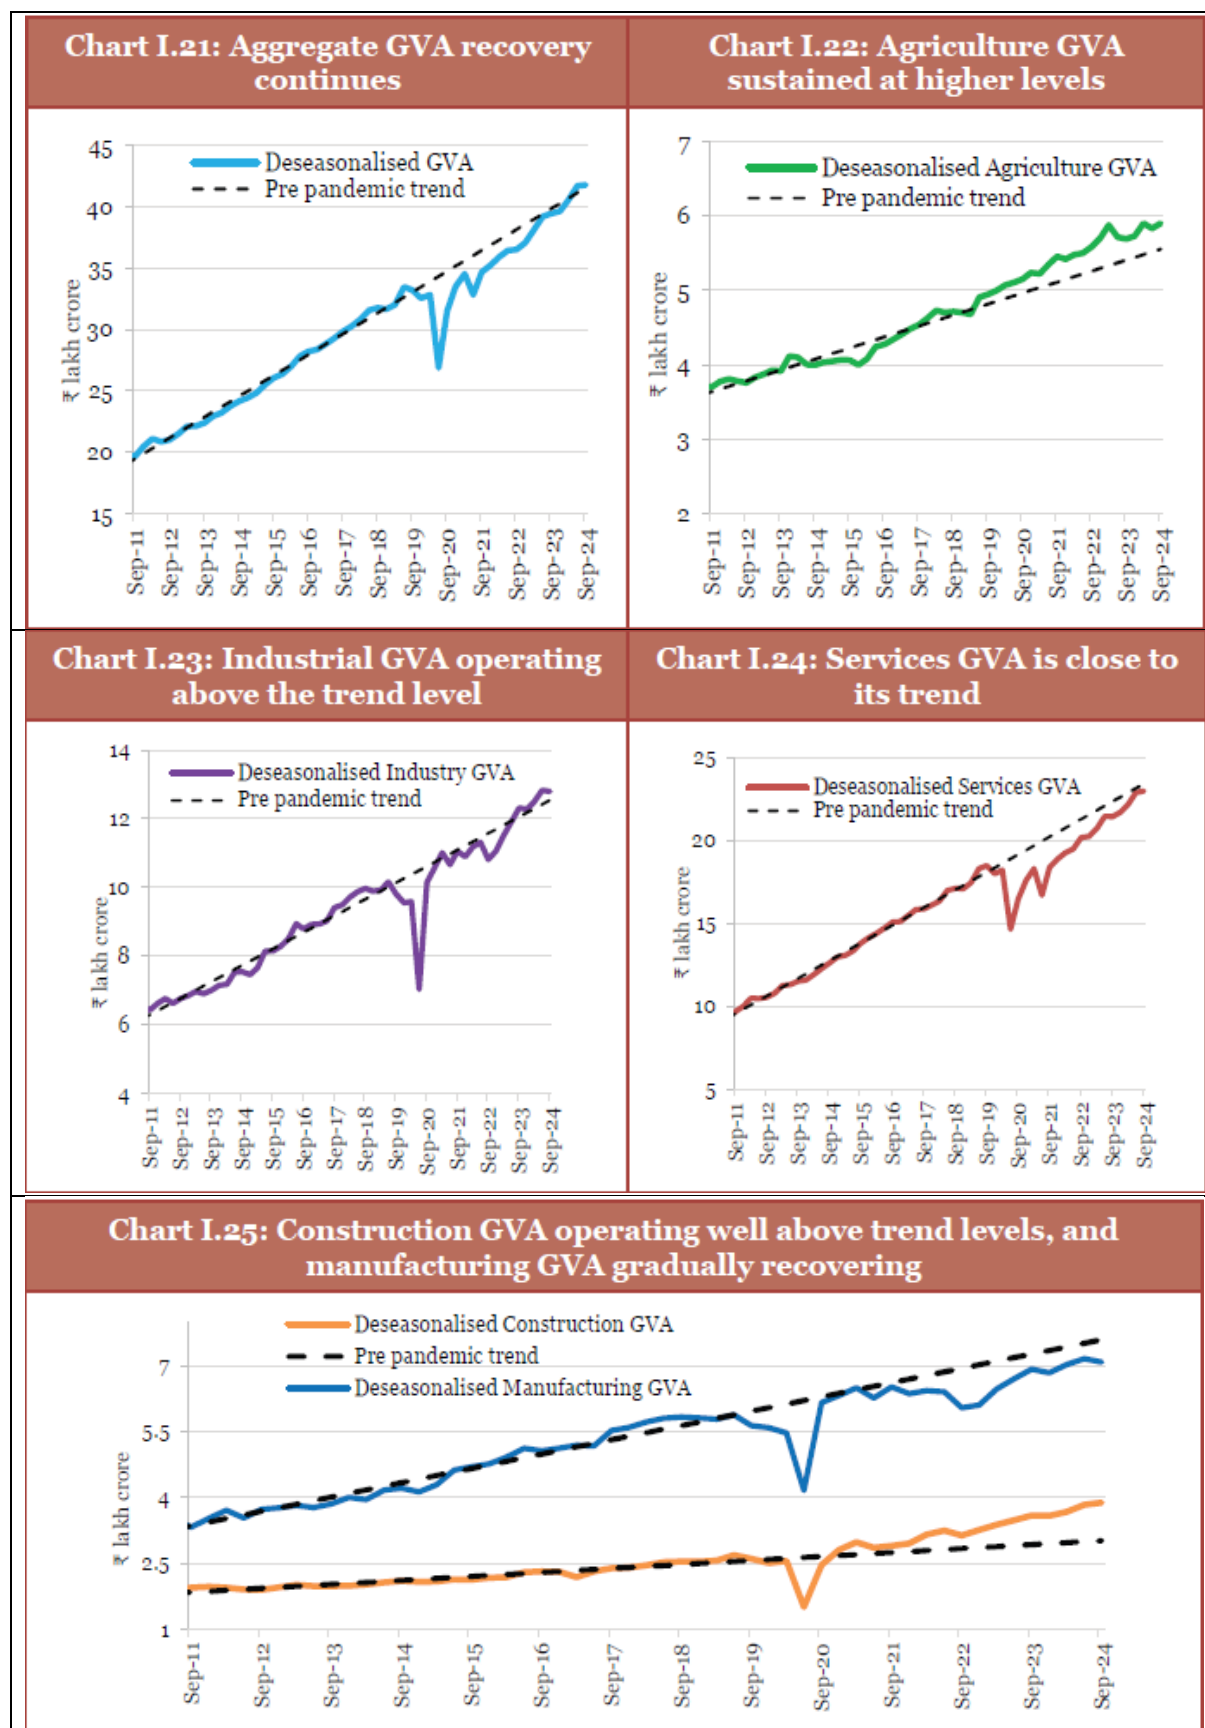 Chart I.21: Aggregate GVA recovery
continues
45
40
35
30
25
20
15
₹ lakh crore
Deseasonalised GVA
Pre pandemic trend
Sep-11
Sep-12
Sep-13
Sep-14
Sep-15
Sep-16
Sep-17
Sep-18
Sep-19
Sep-20
Sep-21
Sep-22
Sep-23
Sep-24
Chart I.22: Agriculture GVA
sustained at higher levels
7
6
5
4
3
2
₹ lakh crore
Deseasonalised Agriculture GVA
Pre pandemic trend
Sep-11
Sep-12
Sep-13
Sep-14
Sep-15
Sep-16
Sep-17
Sep-18
Sep-19
Sep-20
Sep-21
Sep-22
Sep-23
Sep-24
Chart I.23: Industrial GVA operating
above the trend level
14
12
10
8
6
4
₹ lakh crore
Deseasonalised Industry GVA
Pre pandemic trend
Sep-11
Sep-12
Sep-13
Sep-14
Sep-15
Sep-16
Sep-17
Sep-18
Sep-19
Sep-20
Sep-21
Sep-22
Sep-23
Sep-24
Chart I.24: Services GVA is close to
its trend
25
20
15
10
5
₹ lakh crore
Deseasonalised Services GVA
Pre pandemic trend
Sep-11
Sep-12
Sep-13
Sep-14
Sep-15
Sep-16
Sep-17
Sep-18
Sep-19
Sep-20
Sep-21
Sep-22
Sep-23
Sep-24
Chart I.25: Construction GVA operating well above trend levels, and
manufacturing GVA gradually recovering
7
5.5
4
2.5
1
₹ lakh crore
Deseasonalised Construction GVA
Pre pandemic trend
Deseasonalised Manufacturing GVA
Sep-11
Sep-12
Sep-13
Sep-14
Sep-15
Sep-16
Sep-17
Sep-18
Sep-19
Sep-20
Sep-21
Sep-22
Sep-23
Sep-24